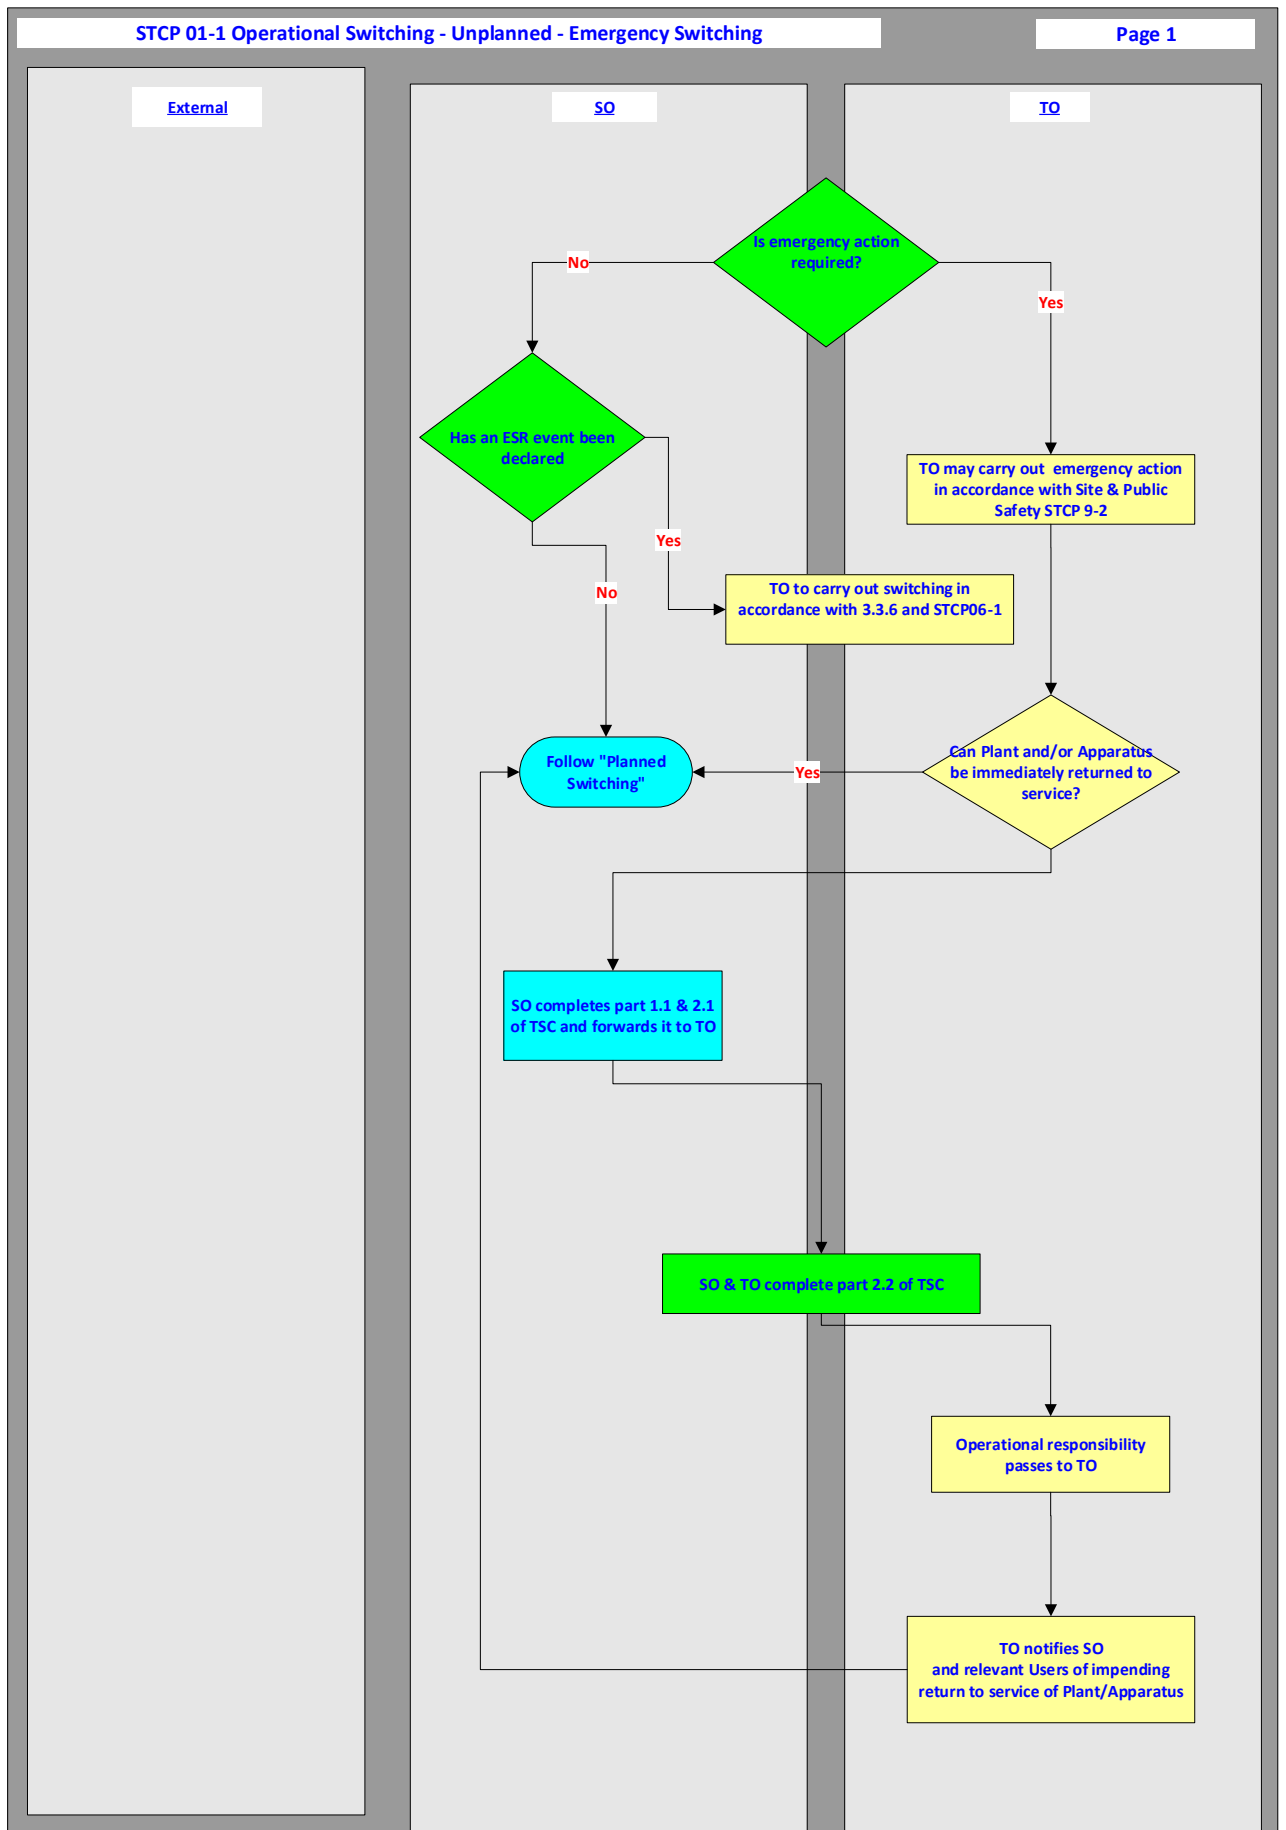 STCP 01-1 Operational Switching - Unplanned - Emergency Switching
Page 1
External
SO
TO
Is emergency action
required?
No
Yes
Has an ESR event been
declared
TO may carry out  emergency action
in accordance with Site & Public
Safety STCP 9-2
Yes
No
TO to carry out switching in
accordance with 3.3.6 and STCP06-1
Follow "Planned
Switching"
Yes
Can Plant and/or Apparatus
be immediately returned to
service?
SO completes part 1.1 & 2.1
of TSC and forwards it to TO
SO & TO complete part 2.2 of TSC
Operational responsibility
passes to TO
TO notifies SO
and relevant Users of impending
return to service of Plant/Apparatus